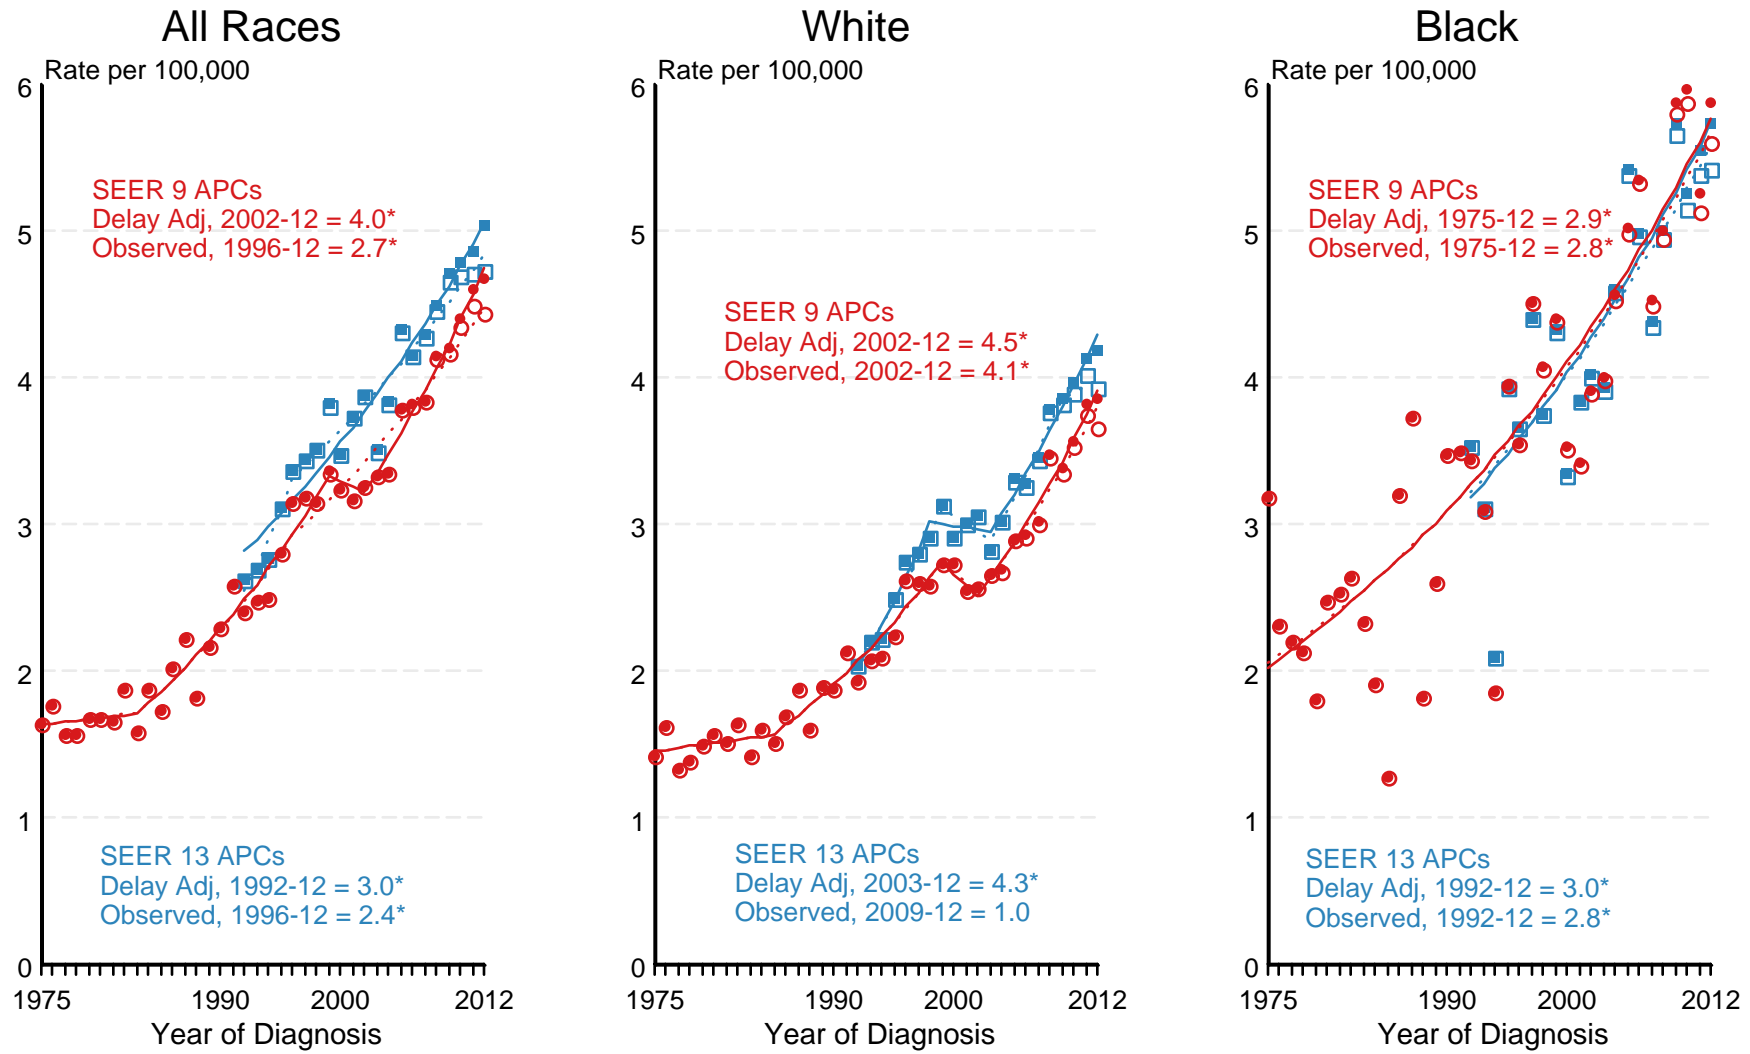 All Races
Rate per 100,000
6
5
4
3
2
1
0
SEER 9 APCs
Delay Adj, 2002-12 = 4.0*
Observed, 1996-12 = 2.7*
SEER 13 APCs
Delay Adj, 1992-12 = 3.0*
Observed, 1996-12 = 2.4*
1975 1990 2000 2012
Year of Diagnosis
White
Rate per 100,000
6
5
4
3
2
1
0
SEER 9 APCs
Delay Adj, 2002-12 = 4.5*
Observed, 2002-12 = 4.1*
SEER 13 APCs
Delay Adj, 2003-12 = 4.3*
Observed, 2009-12 = 1.0
1975 1990 2000 2012
Year of Diagnosis
Black
Rate per 100,000
6
5
4
3
2
1
0
SEER 9 APCs
Delay Adj, 1975-12 = 2.9*
Observed, 1975-12 = 2.8*
SEER 13 APCs
Delay Adj, 1992-12 = 3.0*
Observed, 1992-12 = 2.8*
1975 1990 2000 2012
Year of Diagnosis